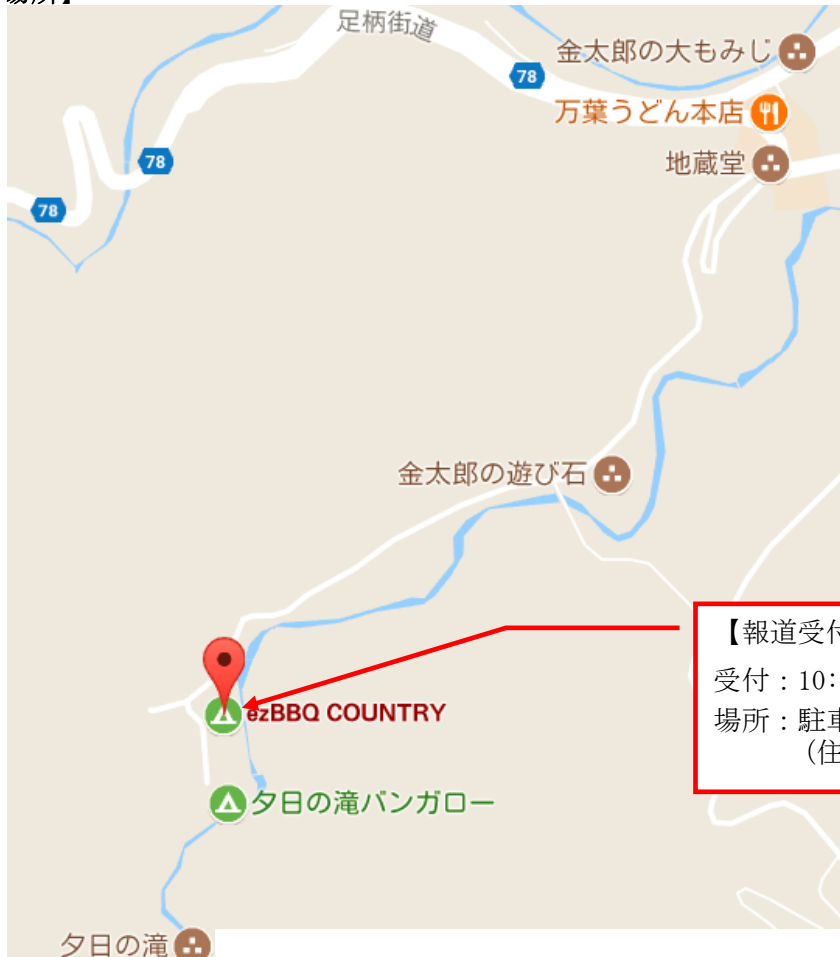 場所】
足柄街道
金太郎の大もみじ
78
万葉うどん本店
78
地蔵堂
78
金太郎の遊び石
【報道受付
受付：10:
場所：駐車
（住
ezBBQ COUNTRY
夕日の滝バンガロー
夕日の滝